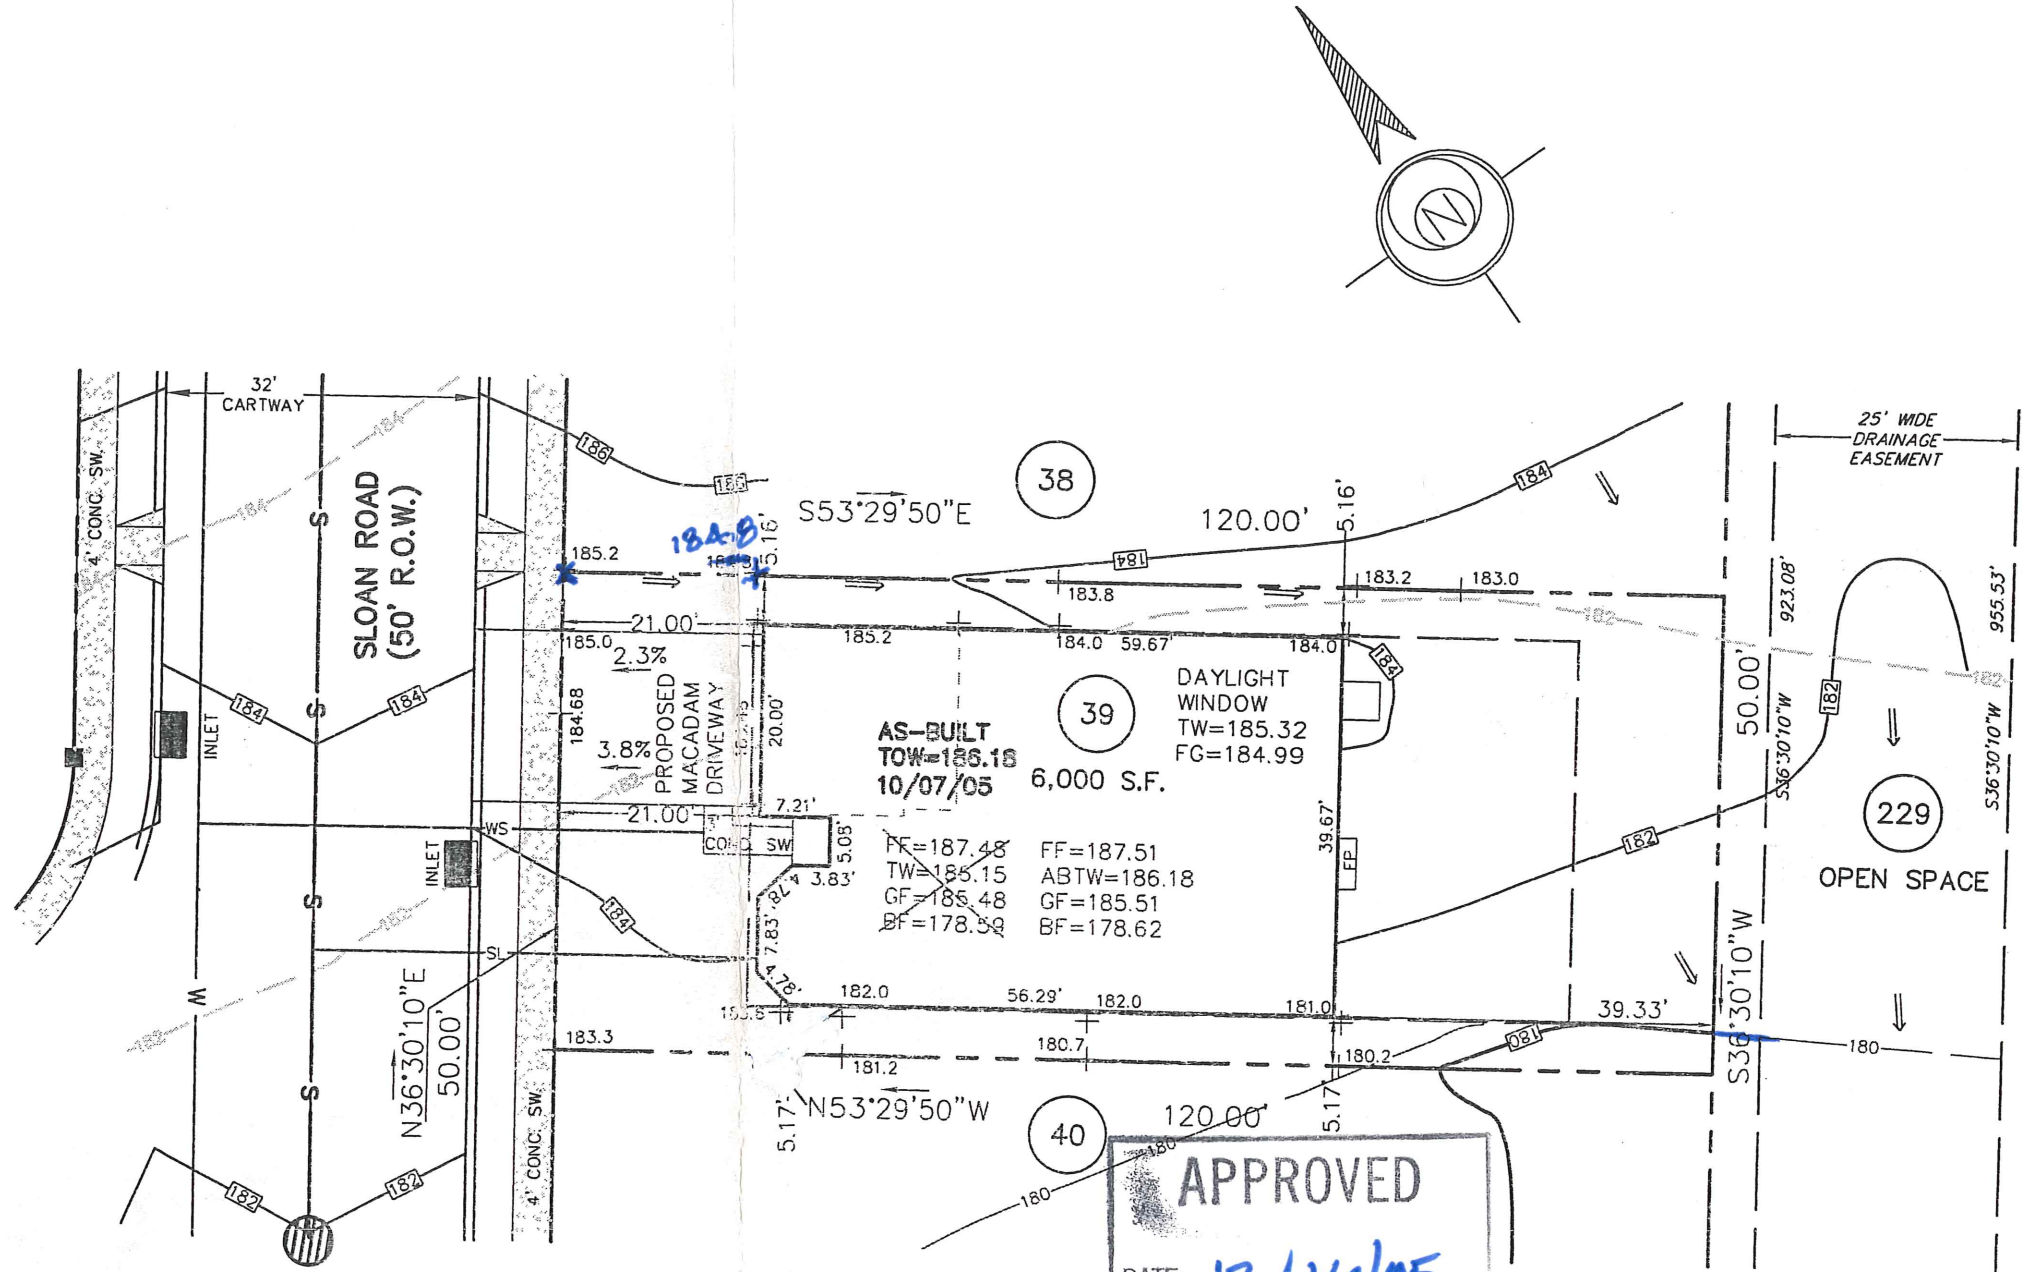 N
32'
CARTWAY
4' CONC. SW.
184
184
SLOAN ROAD
(50' R.O.W.)
S
186
186
S53°29'50"E
38
120.00'
5.16'
5.16'
184
184
25' WIDE
DRAINAGE
EASEMENT
923.08'
955.53'
184.8
185.2
183.8
183.2
183.0
182
182
21.00'
185.0
185.2
184.0
59.67'
184.0
184
2.3%
184.68
3.8%
PROPOSED
MACADAM
DRIVEWAY
20.00'
182
AS-BUILT
TOW=186.18
10/07/05
39
6,000 S.F.
DAYLIGHT
WINDOW
TW=185.32
FG=184.99
50.00'
182
S36°30'10"W
S36°30'10"W
229
OPEN SPACE
184
S
184
INLET
21.00'
7.21'
WS
CONC. SW
5.08'
3.83'
4.78'
7.83'
4.78'
INLET
FF=187.48
TW=185.15
GF=185.48
BF=178.59
FF=187.51
ABTW=186.18
GF=185.51
BF=178.62
39.67'
FP
182
182
S
184
SL
W
182
N36°30'10"E
50.00'
182.0
56.29'
182.0
181.0
39.33'
S36°30'10"W
183.3
181.2
180.7
180.2
180
180
5.17'
N53°29'50"W
40
120.00'
5.17'
180
180
S
4' CONC. SW.
182
182
APPROVED
DATE